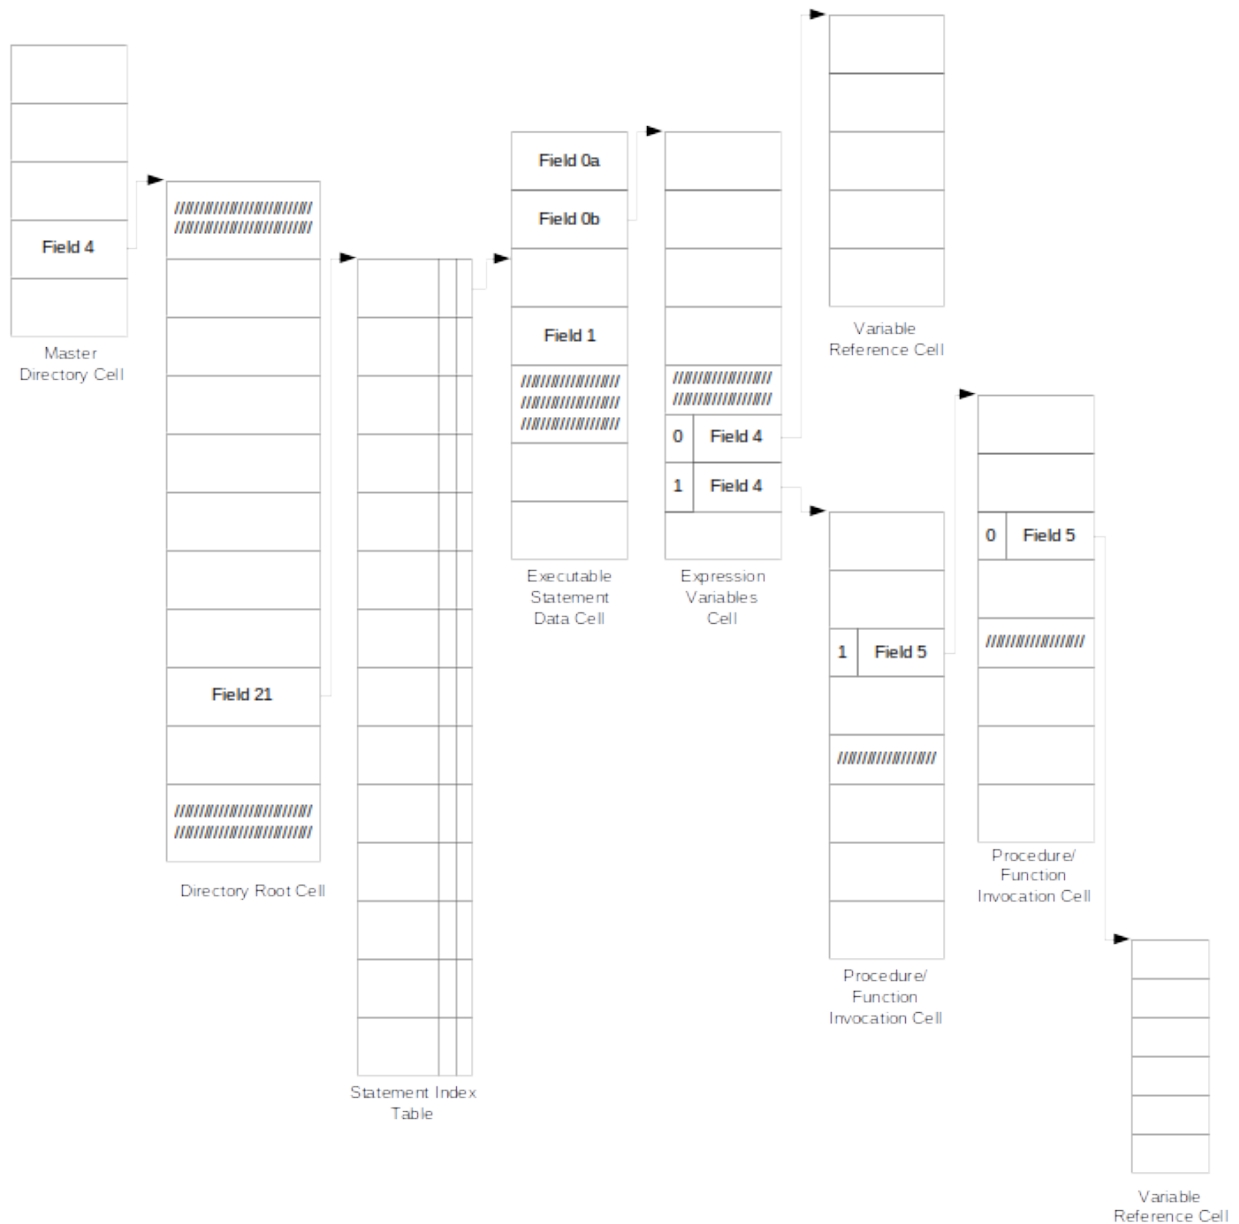 Field 4
Master
Directory Cell
////////////////////////////
////////////////////////////
Field 21
////////////////////////////
////////////////////////////
Directory Root Cell
Statement Index
Table
Field 0a
Field 0b
Field 1
////////////////////
////////////////////
////////////////////
Executable
Statement
Data Cell
////////////////////
////////////////////
0 Field 4
1 Field 4
Expression
Variables
Cell
Variable
Reference Cell
1 Field 5
////////////////////
Procedure/
Function
Invocation Cell
0 Field 5
////////////////////
Procedure/
Function
Invocation Cell
Variable
Reference Cell